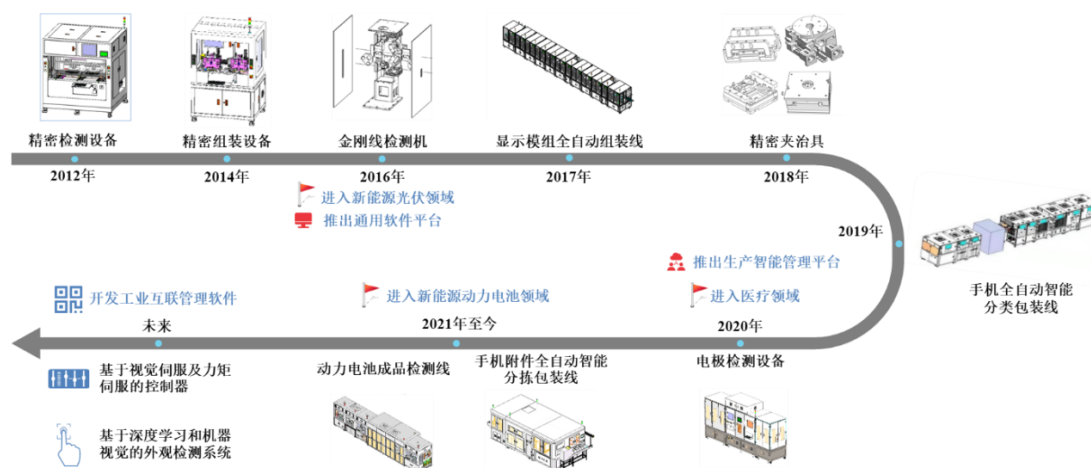 精密检测设备
2012年
精密组装设备
2014年
金刚线检测机
2016年
进入新能源光伏领域
推出通用软件平台
显示模组全自动组装线
2017年
精密夹治具
2018年
2019年
手机全自动智能
分类包装线
推出生产智能管理平台
进入医疗领域
2020年
电极检测设备
进入新能源动力电池领域
2021年至今
手机附件全自动智能
分拣包装线
动力电池成品检测线
开发工业互联管理软件
未来
基于视觉伺服及力矩
伺服的控制器
基于深度学习和机器
视觉的外观检测系统